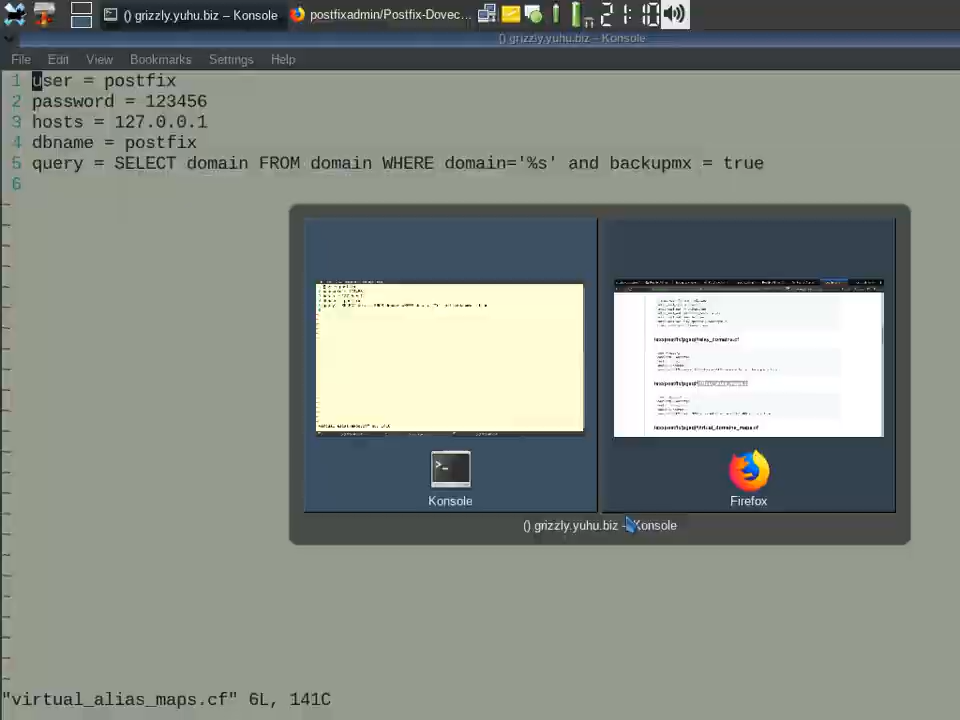 () grizzly.yuhu.biz – Konsole
postfixadmin/Postfix-Dovec...
21:10
() grizzly.yuhu.biz – Konsole
File Edit View Bookmarks Settings Help
1 user = postfix
2 password = 123456
3 hosts = 127.0.0.1
4 dbname = postfix
5 query = SELECT domain FROM domain WHERE domain='%s' and backupmx = true
6
Konsole
Firefox
() grizzly.yuhu.biz – Konsole
"virtual_alias_maps.cf" 6L, 141C